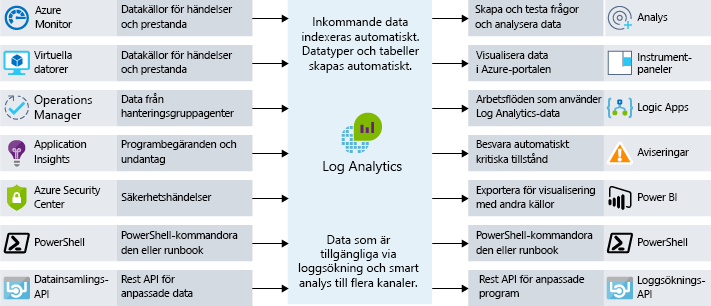 Azure
Monitor
Datakällor för händelser
och prestanda
Virtuella
datorer
Datakällor för händelser
och prestanda
Operations
Manager
Data från
hanteringsgruppagenter
Application
Insights
Programbegäranden och
undantag
Azure Security
Center
Säkerhetshändelser
PowerShell
PowerShell-kommandora
den eller runbook
Datainsamlings-
API
Rest API för
anpassade data
Inkommande data
indexeras automatiskt.
Datatyper och tabeller
skapas automatiskt.
Log Analytics
Data som är
tillgängliga via
loggsökning och smart
analys till flera kanaler.
Skapa och testa frågor
och analysera data
Analys
Visualisera data
i Azure-portalen
Instrument-
paneler
Arbetsflöden som använder
Log Analytics-data
Logic Apps
Besvara automatiskt
kritiska tillstånd
Aviseringar
Exportera för visualisering
med andra källor
Power BI
PowerShell-kommandora
den eller runbook
PowerShell
Rest API för anpassade
program
Loggsöknings-
API